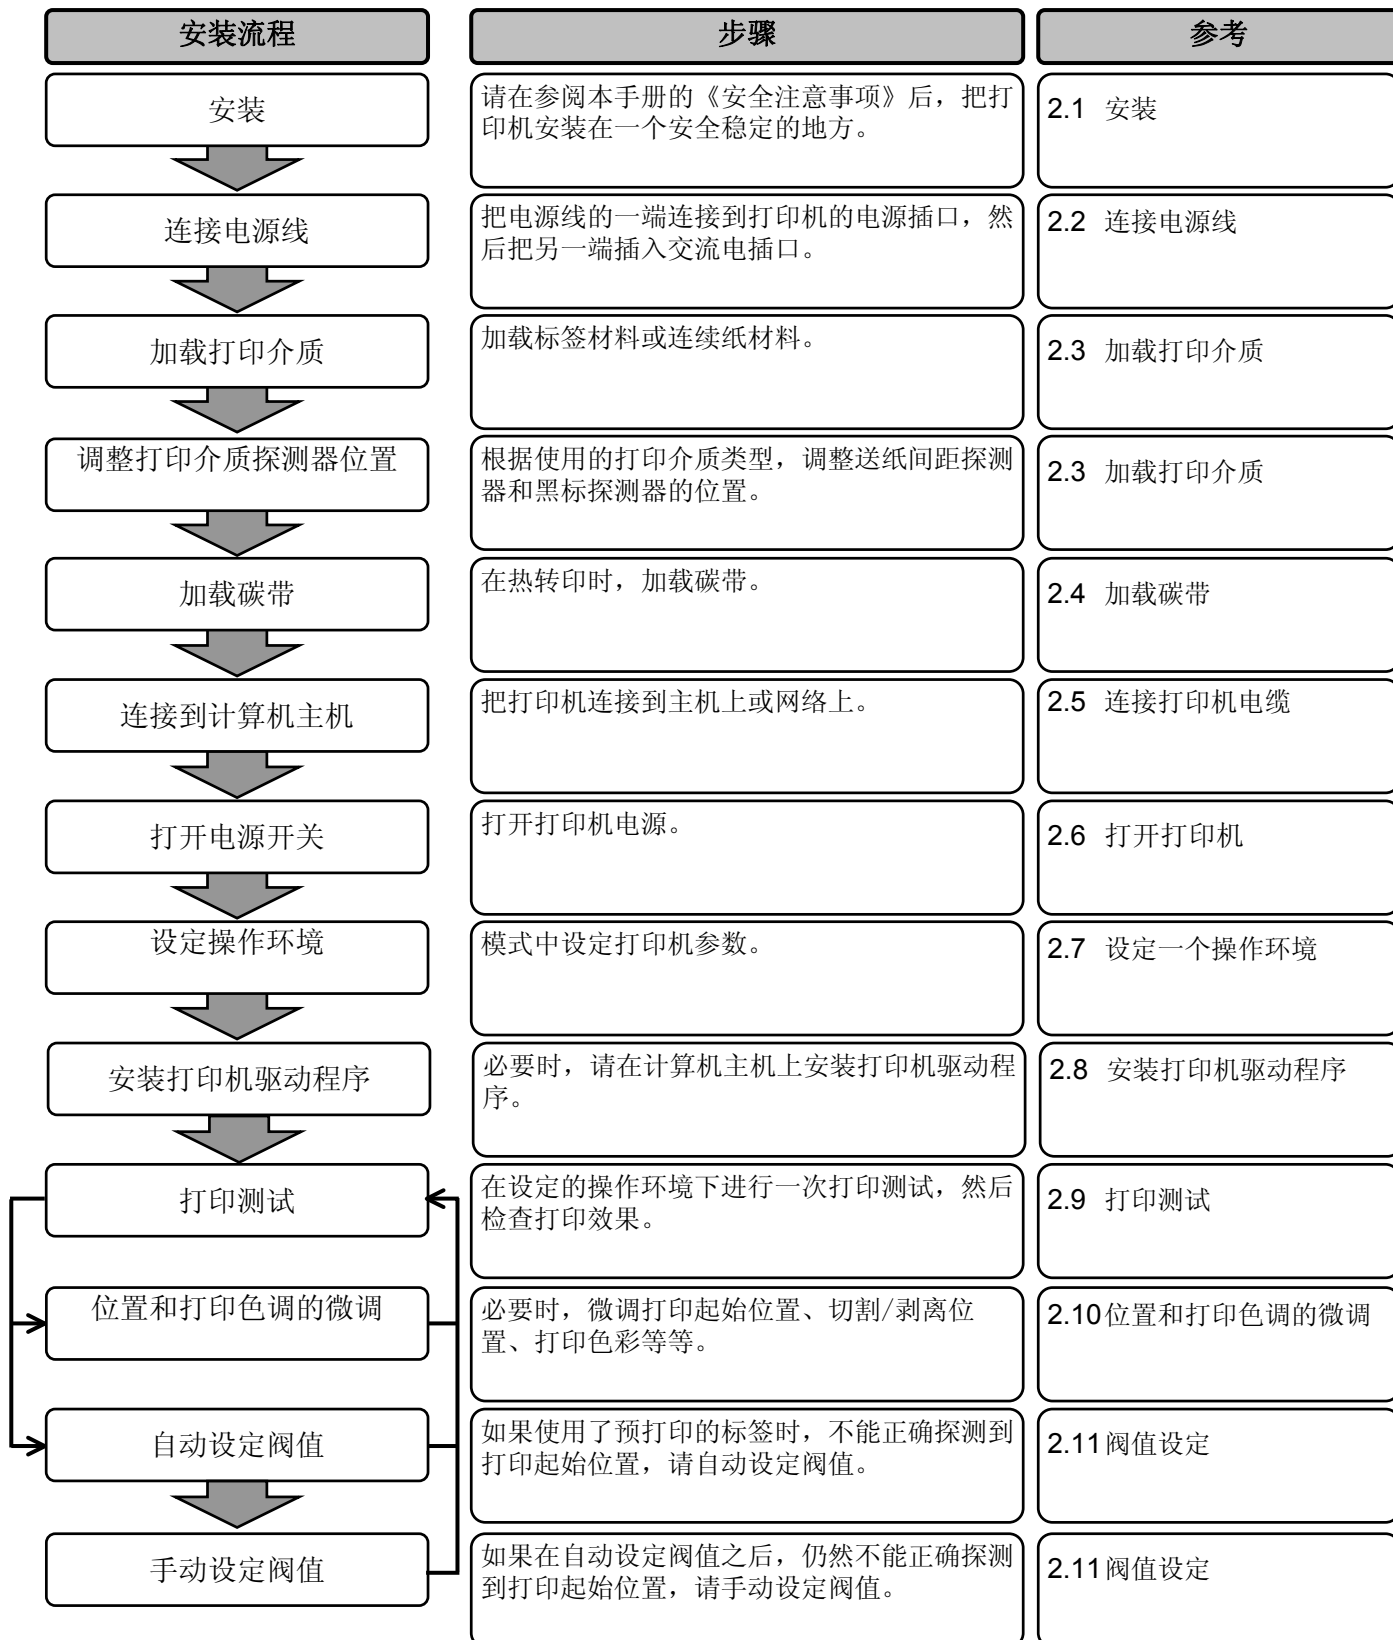 安装流程
步骤
参考
安装
请在参阅本手册的《安全注意事项》后，把打
印机安装在一个安全稳定的地方。
2.1 安装
连接电源线
把电源线的一端连接到打印机的电源插口，然
后把另一端插入交流电插口。
2.2 连接电源线
加载打印介质
加载标签材料或连续纸材料。
2.3 加载打印介质
调整打印介质探测器位置
根据使用的打印介质类型，调整送纸间距探测
器和黑标探测器的位置。
2.3 加载打印介质
加载碳带
在热转印时，加载碳带。
2.4 加载碳带
连接到计算机主机
把打印机连接到主机上或网络上。
2.5 连接打印机电缆
打开电源开关
打开打印机电源。
2.6 打开打印机
设定操作环境
模式中设定打印机参数。
2.7 设定一个操作环境
安装打印机驱动程序
必要时，请在计算机主机上安装打印机驱动程
序。
2.8 安装打印机驱动程序
打印测试
在设定的操作环境下进行一次打印测试，然后
检查打印效果。
2.9 打印测试
位置和打印色调的微调
必要时，微调打印起始位置、切割/剥离位
置、打印色彩等等。
2.10位置和打印色调的微调
自动设定阀值
如果使用了预打印的标签时，不能正确探测到
打印起始位置，请自动设定阀值。
2.11阀值设定
手动设定阀值
如果在自动设定阀值之后，仍然不能正确探测
到打印起始位置，请手动设定阀值。
2.11阀值设定